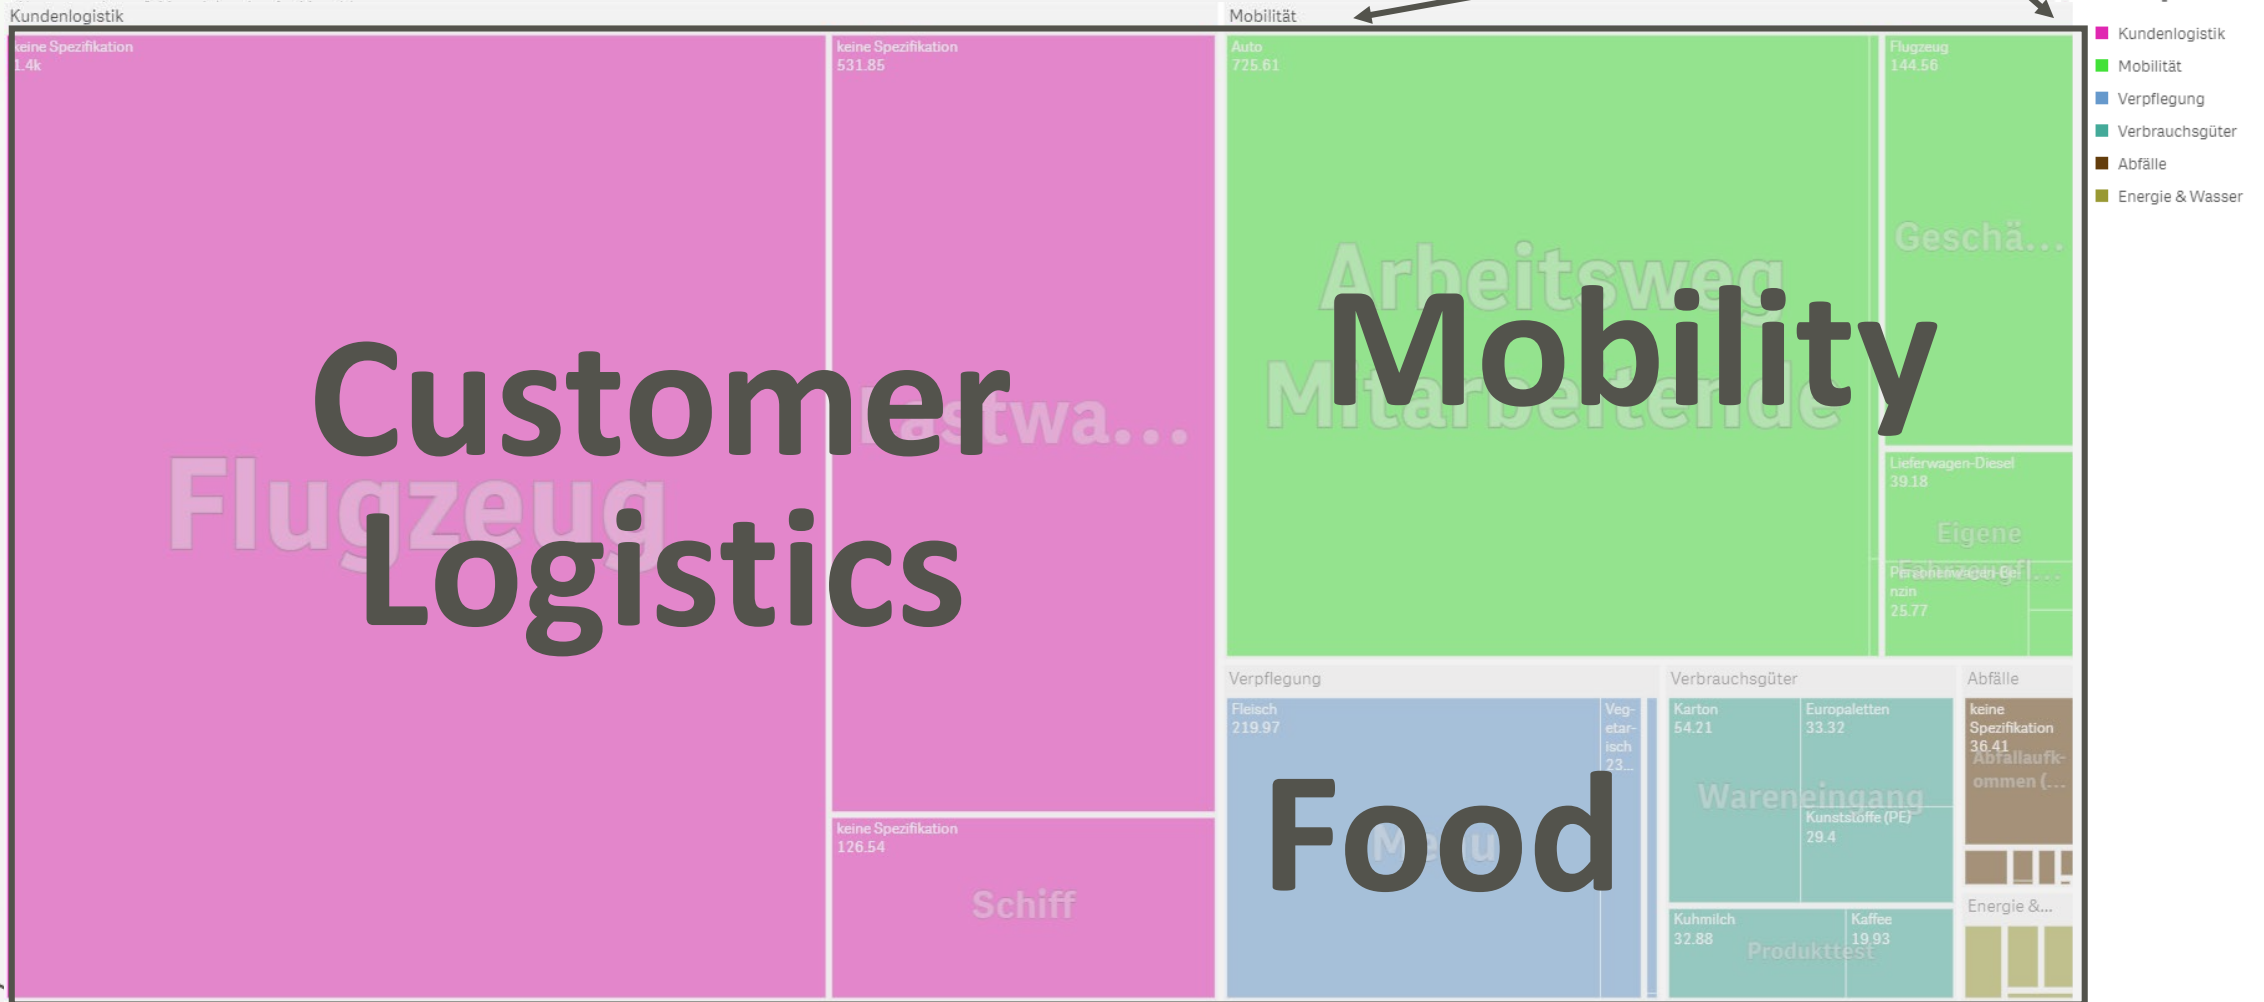 Kundenlogistik
keine Spezifikation
1.4k
Flugzeug
keine Spezifikation
531.85
keine Spezifikation
126.54
Schiff
Customer
Logistics
Mobilität
Auto
725.61
Arbeitsweg
Mitarbeitende
Flugzeug
144.56
Geschä...
Lieferwagen-Diesel
39.18
Eigene
nzin
25.77
Mobility
Verpflegung
Fleisch
219.97
Veg-
etar-
isch
23...
Food
Verbrauchsgüter
Karton
54.21
Europaletten
33.32
Wareneingang
Kunststoffe (PE)
29.4
Kuhmilch
32.88
Kaffee
19.93
Produkttest
Abfälle
keine
Spezifikation
36.41
Abfallaufk-
ommen (...
Energie &...
Kundenlogistik
Mobilität
Verpflegung
Verbrauchsgüter
Abfälle
Energie & Wasser